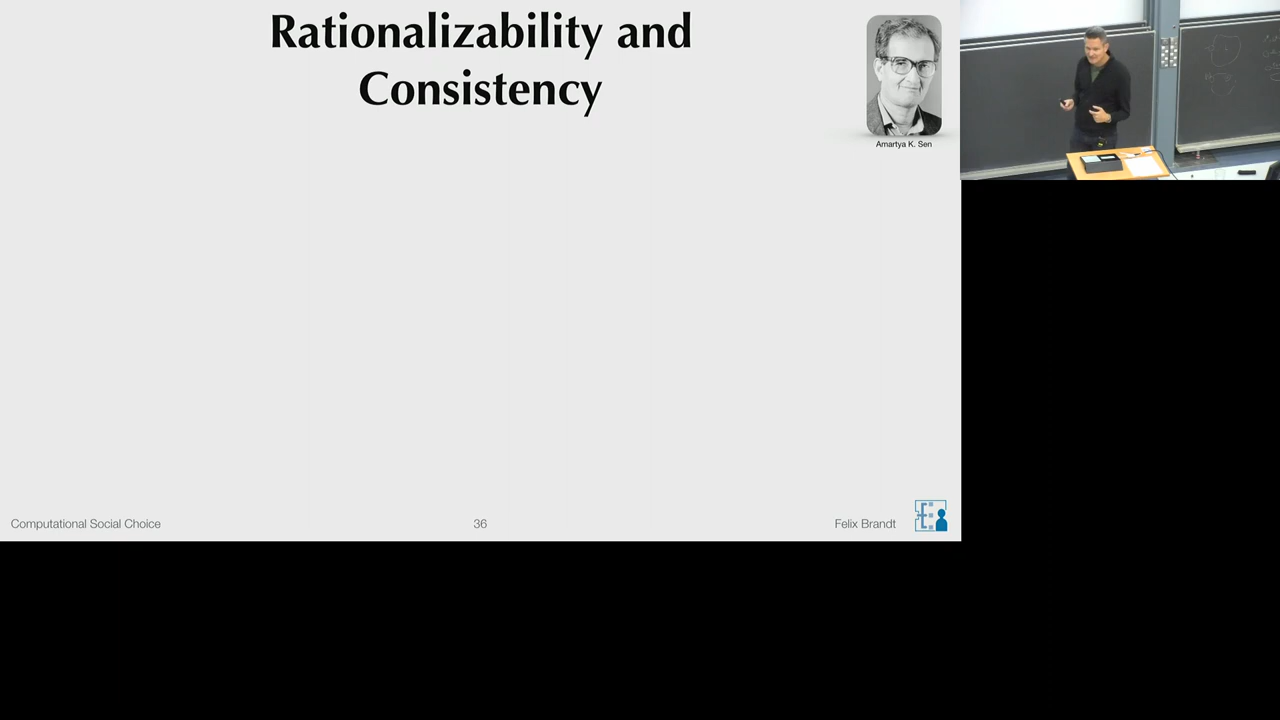 Rationalizability and
Consistency
Amartya K. Sen
Computational Social Choice
36
Felix Brandt